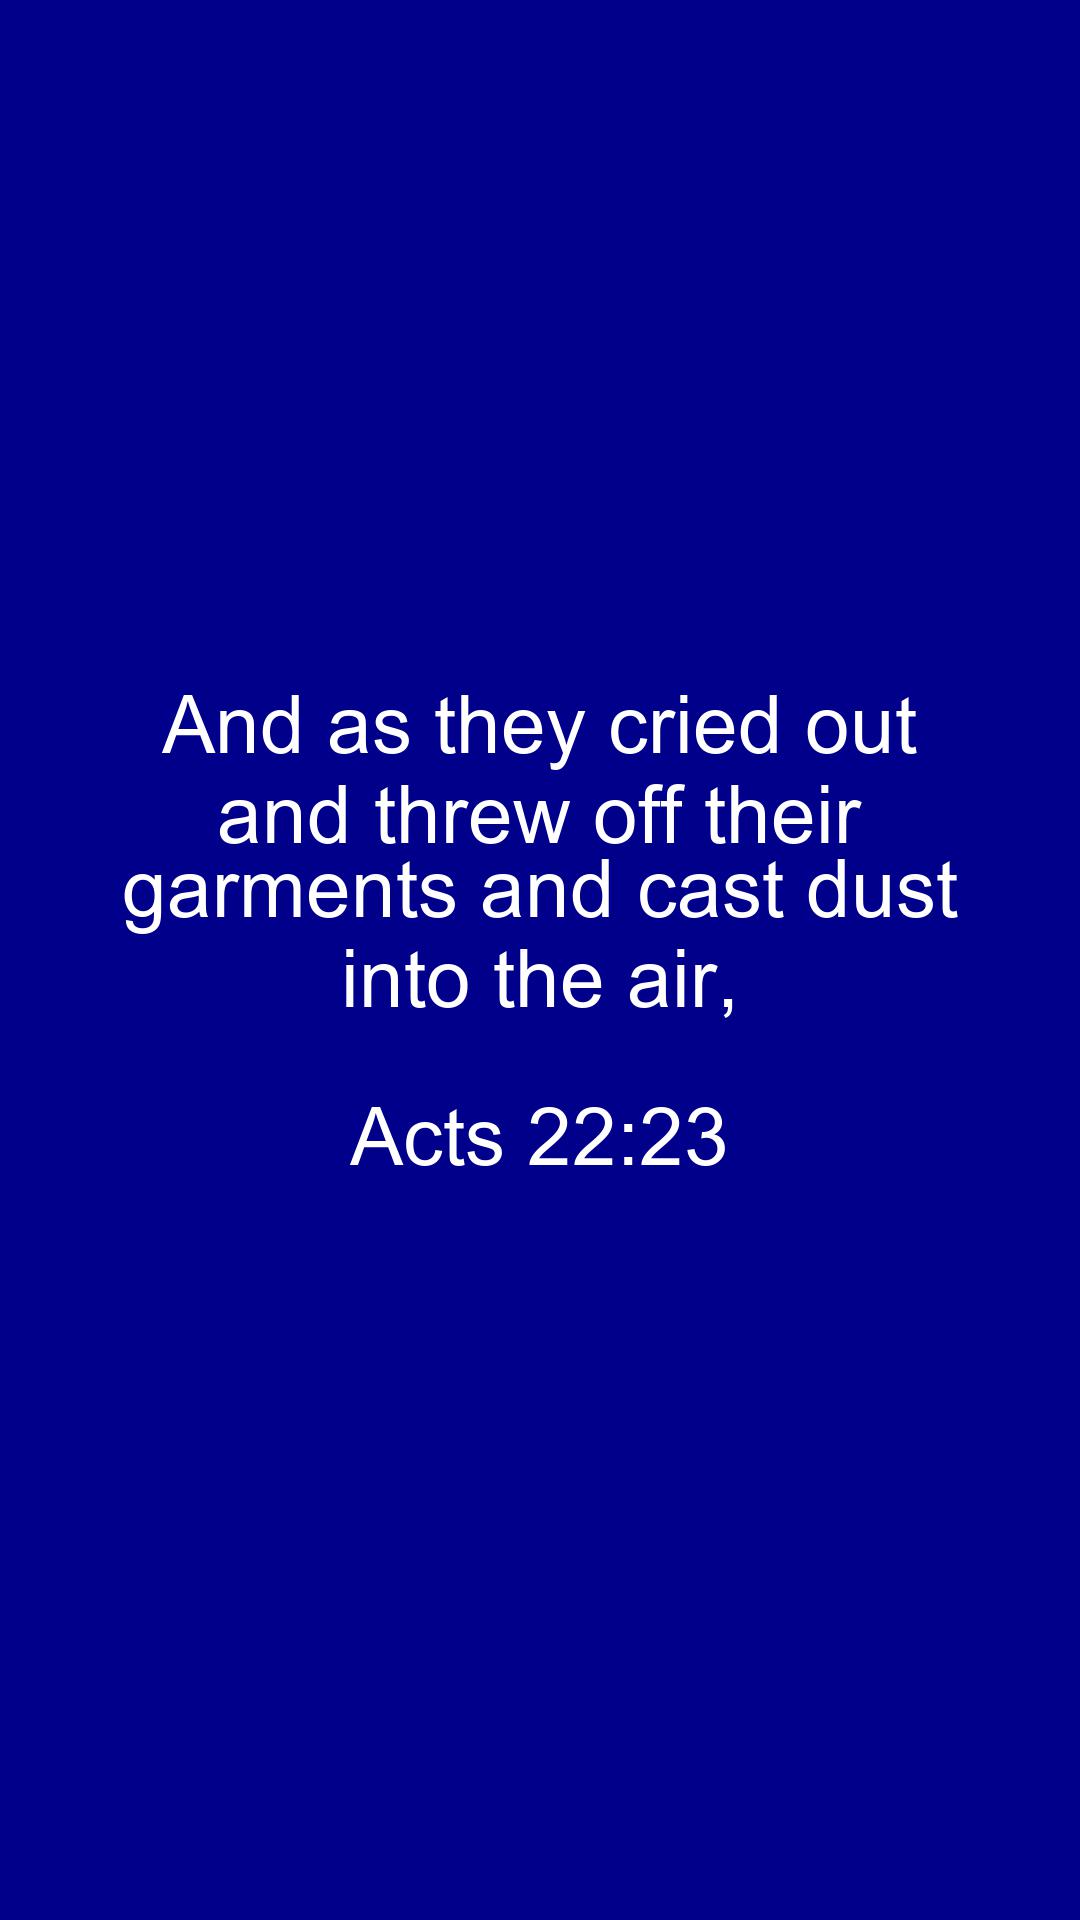 And as they cried out
and threw off their
garments and cast dust
into the air,
Acts 22:23